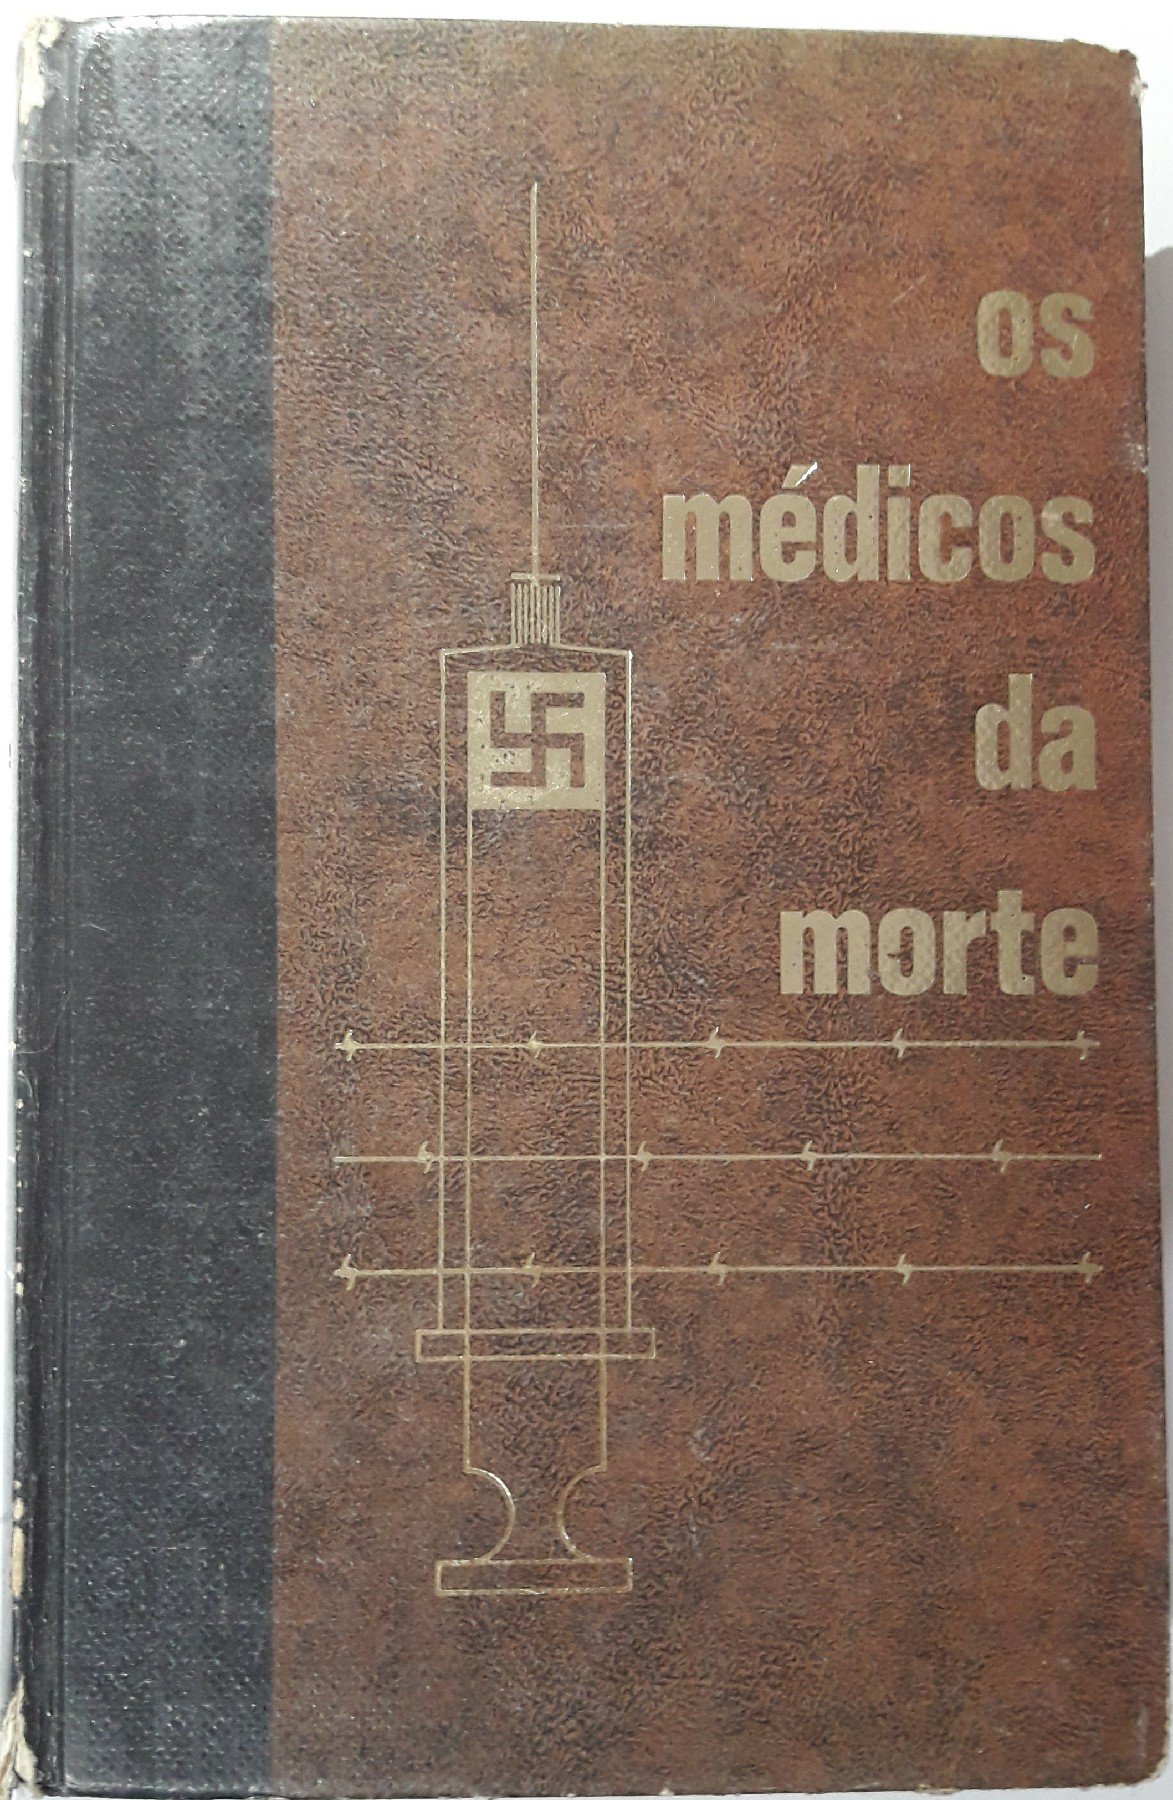 os
médicos
da
morte